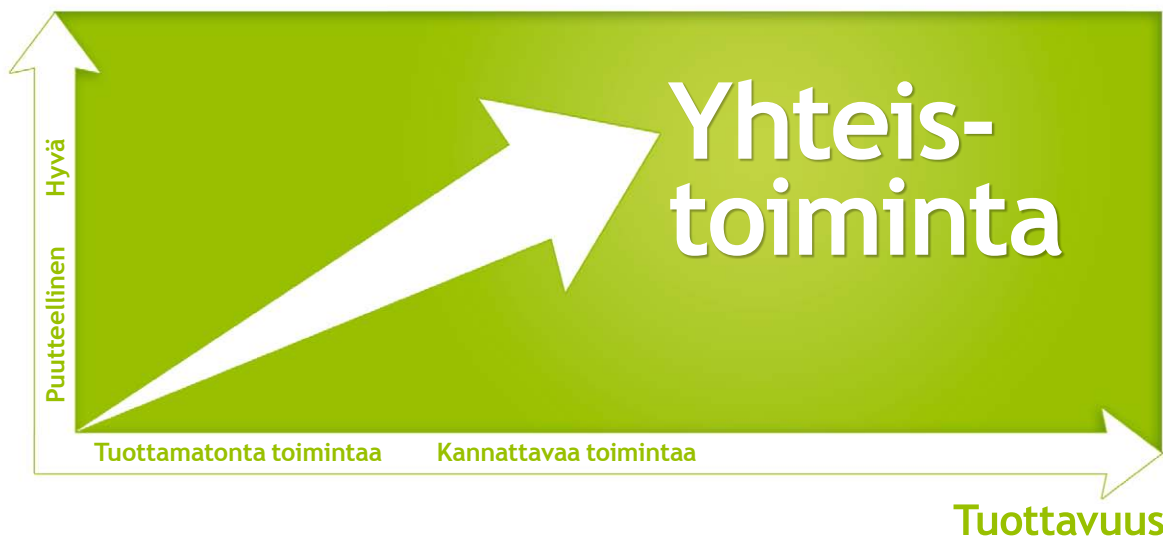 Yhteis-
toiminta
Hyvä
Puutteellinen
Tuottamatonta toimintaa
Kannattavaa toimintaa
Tuottavuus